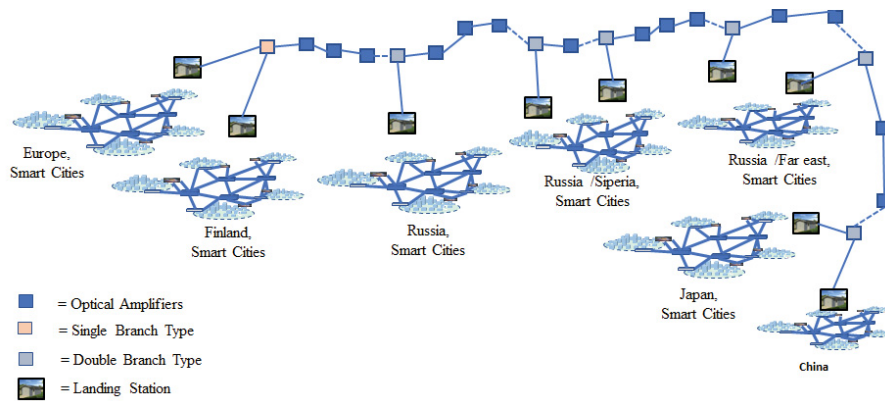 Europe,
Smart Cities
Finland,
Smart Cities
Russia,
Smart Cities
Russia /Siperia,
Smart Cities
Russia /Far east,
Smart Cities
Japan,
Smart Cities
China
= Optical Amplifiers
= Single Branch Type
= Double Branch Type
= Landing Station